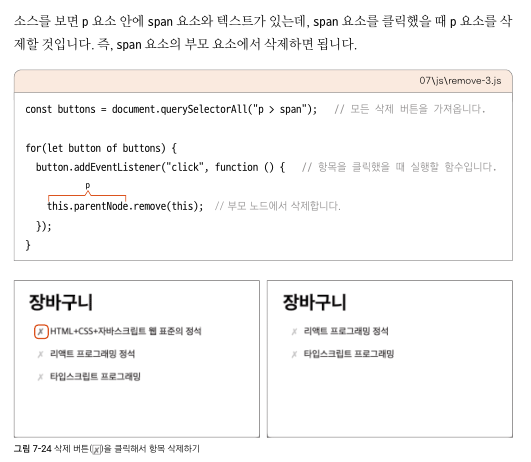 소스를 보면 p 요소 안에 span 요소와 텍스트가 있는데, span 요소를 클릭했을 때 p 요소를 삭
제할 것입니다. 즉, span 요소의 부모 요소에서 삭제하면 됩니다.
07\js\remove-3.js
const buttons = document.querySelectorAll("p > span"); // 모든 삭제 버튼을 가져옵니다.
for(let button of buttons) {
button.addEventListener("click", function () { // 항목을 클릭했을 때 실행할 함수입니다.
p
this.parentNode.remove(this); // 부모 노드에서 삭제합니다.
});
}
장바구니
✗ HTML+CSS+자바스크립트 웹 표준의 정석
✗ 리액트 프로그래밍 정석
✗ 타입스크립트 프로그래밍
장바구니
✗ 리액트 프로그래밍 정석
✗ 타입스크립트 프로그래밍
그림 7-24 삭제 버튼(✗)을 클릭해서 항목 삭제하기